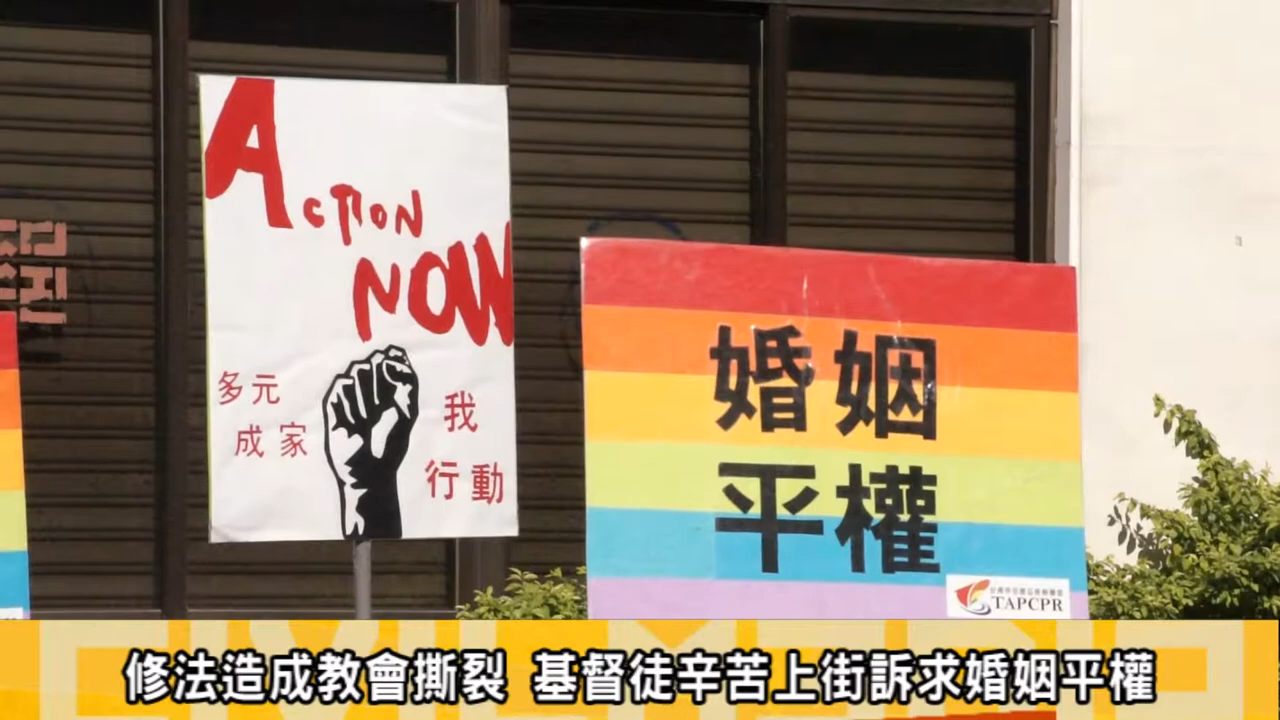 ACTION
NOW
多元
成家
我
行動
婚姻
平權
TAPCPR
修法造成教會撕裂 基督徒辛苦上街訴求婚姻平權